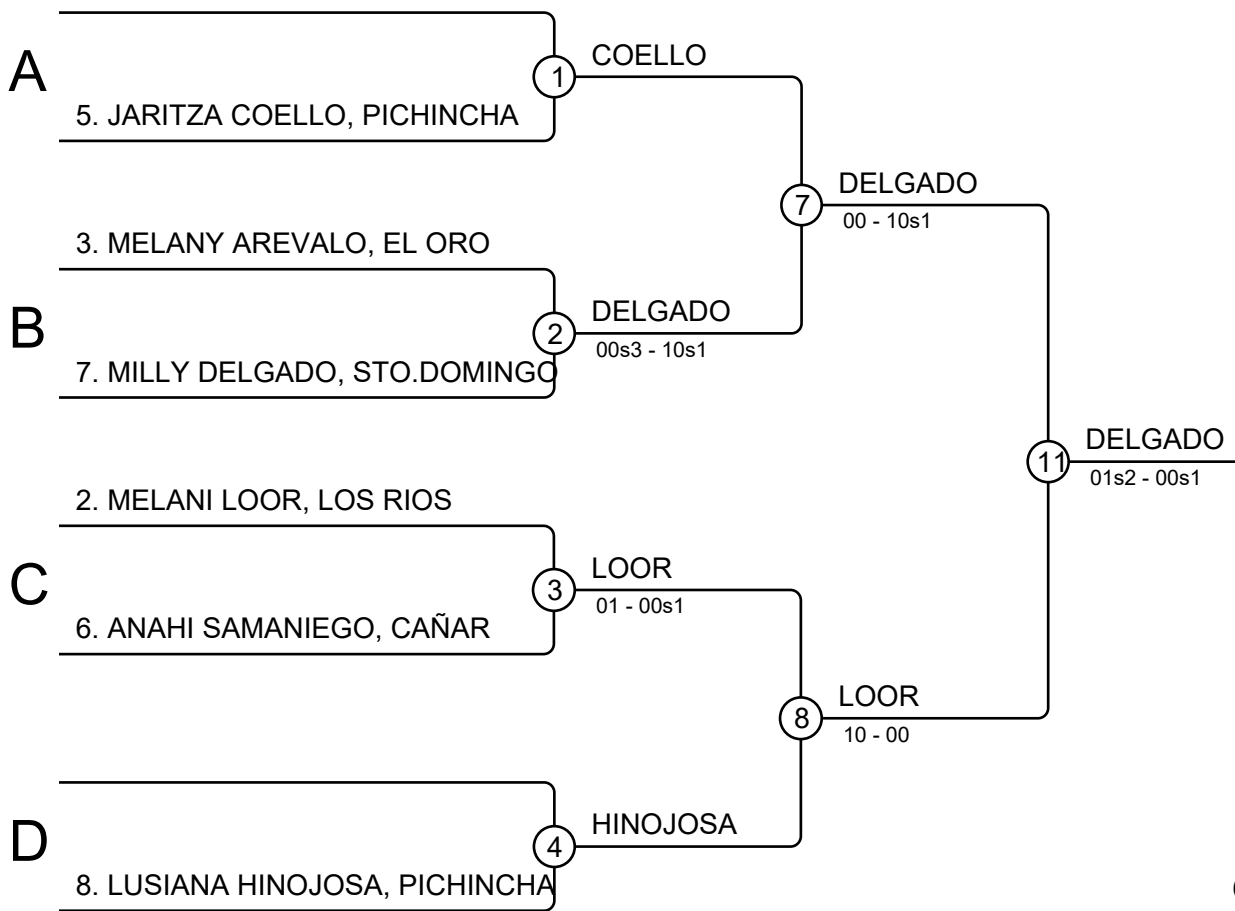 A
1
COELLO
5. JARITZA COELLO, PICHINCHA
7
DELGADO
00 - 10s1
3. MELANY AREVALO, EL ORO
B
2
DELGADO
00s3 - 10s1
7. MILLY DELGADO, STO.DOMINGO
11
DELGADO
01s2 - 00s1
2. MELANI LOOR, LOS RIOS
C
3
LOOR
01 - 00s1
6. ANAHI SAMANIEGO, CAÑAR
8
LOOR
10 - 00
D
4
HINOJOSA
8. LUSIANA HINOJOSA, PICHINCHA